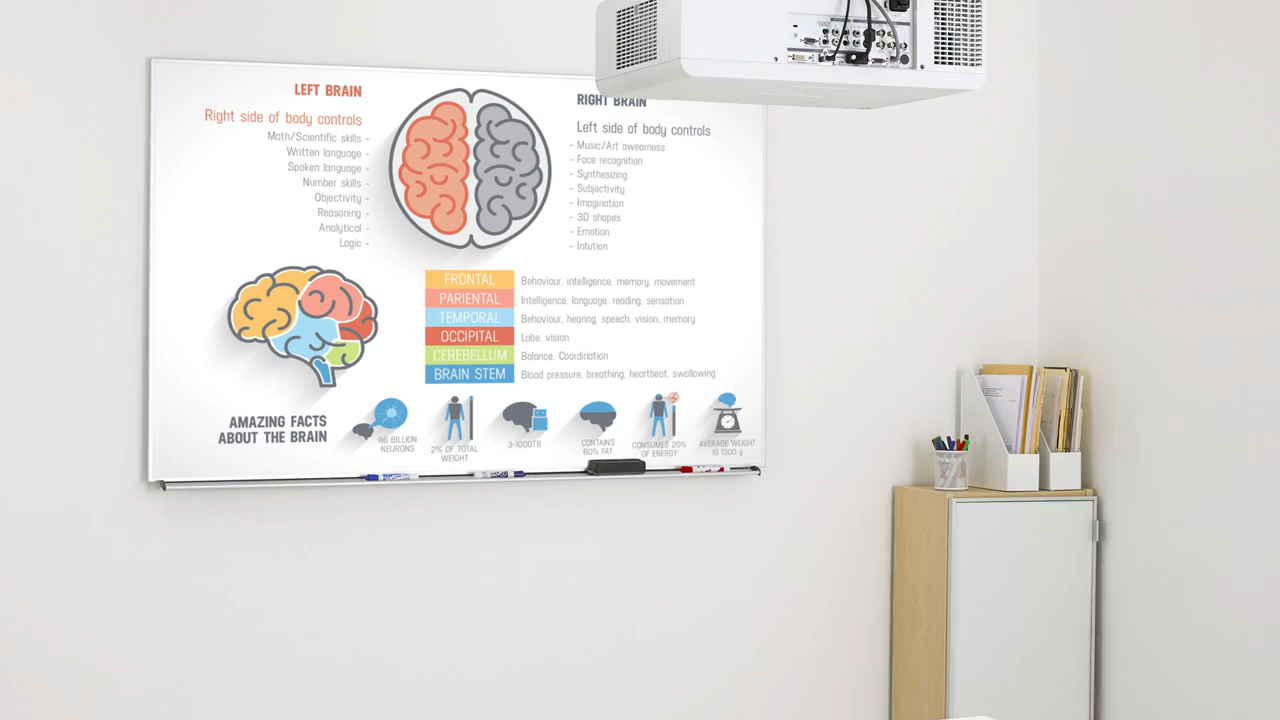 LEFT BRAIN
Right side of body controls
Math/Scientific skills -
Written language -
Spoken language -
Number skills -
Objectivity -
Reasoning -
Analytical -
Logic -
RIGHT BRAIN
Left side of body controls
- Music/Art awearness
- Face recognition
- Synthesizing
- Subjectivity
- Imagination
- 3D shapes
- Emotion
- Intution
FRONTAL Behaviour, intelligence, memory, movement
PARIENTAL Intelligence, language, reading, sensation
TEMPORAL Behaviour, hearing, speech, vision, memory
OCCIPITAL Lobe, vision
CEREBELLUM Balance, Coordination
BRAIN STEM Blood pressure, breathing, heartbeat, swallowing
AMAZING FACTS
ABOUT THE BRAIN
86 BILLION
NEURONS
2% OF TOTAL
WEIGHT
3-1000TB
CONTAINS
60% FAT
CONSUMES 20%
OF ENERGY
AVERAGE WEIGHT
IS 1300 g